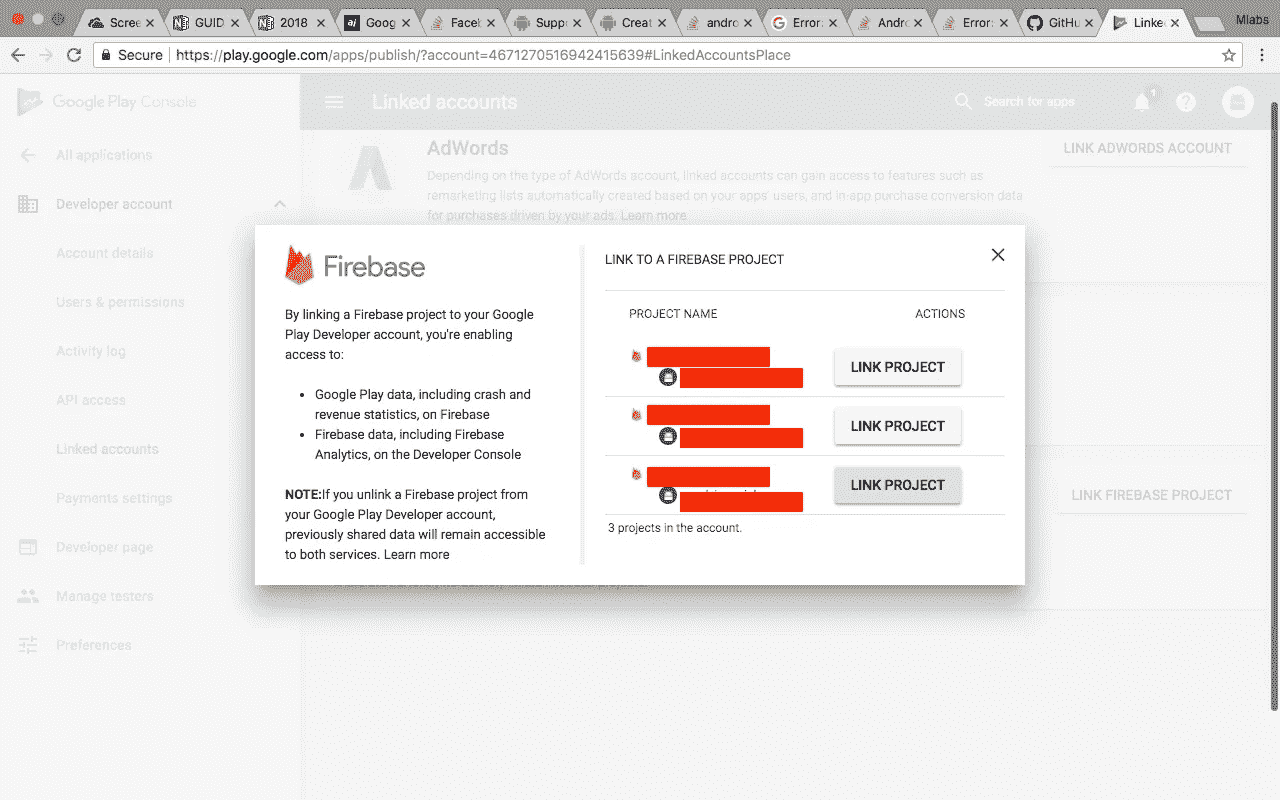 Scree
GUID
2018
Goog
Facel
Suppo
Creat
andro
Error:
Andro
Error:
GitHu
Linke
Mlabs
Secure
https://play.google.com/apps/publish/?account=4671270516942415639#LinkedAccountsPlace
Google Play Console
Linked accounts
Search for apps
1
All applications
Developer account
Account details
Users & permissions
Activity log
API access
Linked accounts
Payments settings
Developer page
Manage testers
Preferences
AdWords
Depending on the type of AdWords account, linked accounts can gain access to features such as
remarketing lists automatically created based on your apps' users, and in-app purchase conversion data
for purchases driven by your ads. Learn more
LINK ADWORDS ACCOUNT
LINK FIREBASE PROJECT
Firebase
By linking a Firebase project to your Google
Play Developer account, you're enabling
access to:
• Google Play data, including crash and
revenue statistics, on Firebase
• Firebase data, including Firebase
Analytics, on the Developer Console
NOTE:If you unlink a Firebase project from
your Google Play Developer account,
previously shared data will remain accessible
to both services. Learn more
LINK TO A FIREBASE PROJECT
PROJECT NAME ACTIONS
LINK PROJECT
LINK PROJECT
LINK PROJECT
3 projects in the account.